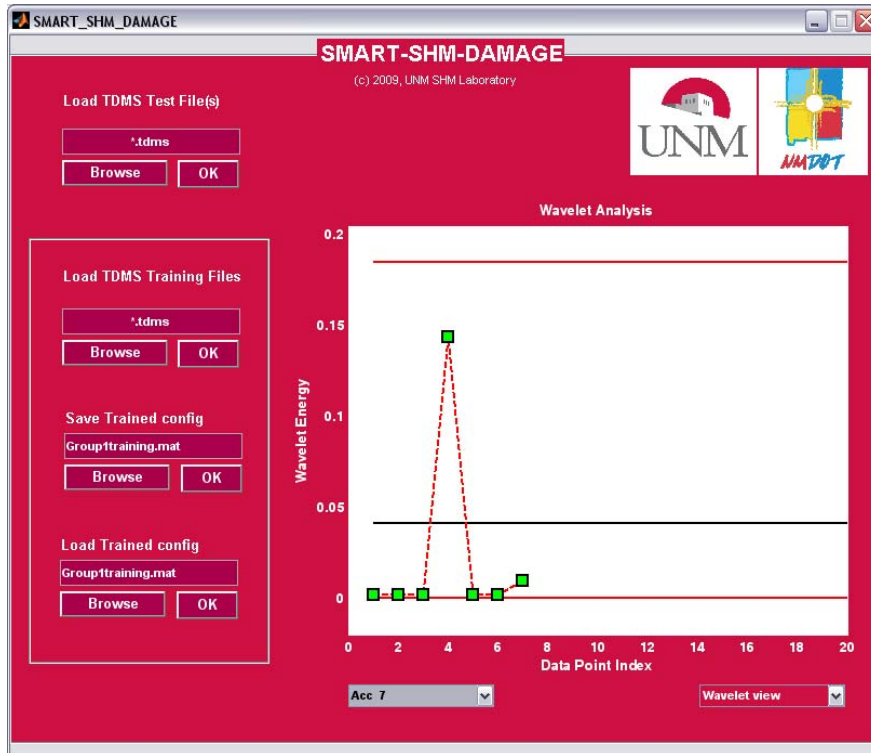 SMART_SHM_DAMAGE
SMART-SHM-DAMAGE
(c) 2009, UNM SHM Laboratory
Load TDMS Test File(s)
*.tdms
Browse
OK
UNM
NMDOT
Load TDMS Training Files
*.tdms
Browse
OK
Save Trained config
Group1training.mat
Browse
OK
Load Trained config
Group1training.mat
Browse
OK
Wavelet Analysis
Wavelet Energy
0.2
0.15
0.1
0.05
0
0 2 4 6 8 10 12 14 16 18 20
Data Point Index
Acc 7
Wavelet view